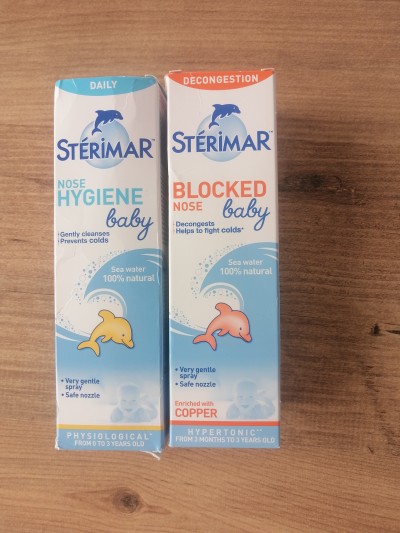 DAILY
STÉRIMAR™
NOSE
HYGIENE
baby
• Gently cleanses
• Prevents colds
Sea water
100% natural
• Very gentle
spray
• Safe nozzle
PHYSIOLOGICAL*
FROM 0 TO 3 YEARS OLD
DECONGESTION
STÉRIMAR™
BLOCKED
NOSE baby
• Decongests
• Helps to fight colds*
Sea water
100% natural
• Very gentle
spray
• Safe nozzle
Enriched with
COPPER
HYPERTONIC**
FROM 3 MONTHS TO 3 YEARS OLD